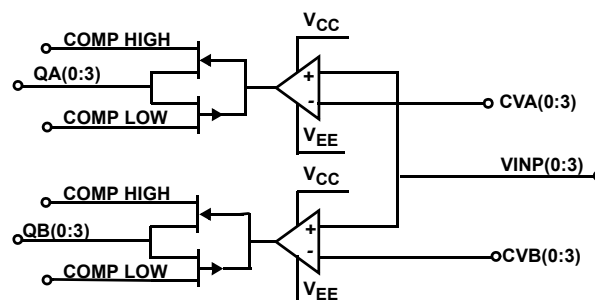 COMP HIGH
VCC
QA(0:3)
+
-
CVA(0:3)
COMP LOW
VEE
VINP(0:3)
COMP HIGH
VCC
QB(0:3)
+
-
CVB(0:3)
COMP LOW
VEE